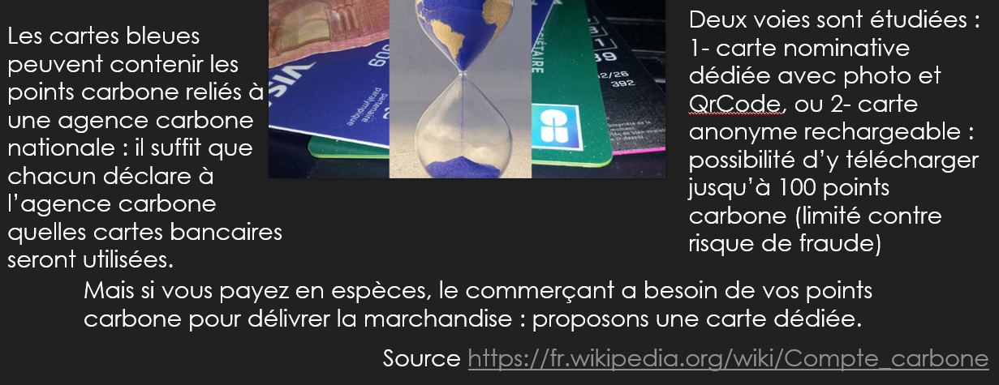 Les cartes bleues
peuvent contenir les
points carbone reliés à
une agence carbone
nationale : il suffit que
chacun déclare à
l'agence carbone
quelles cartes bancaires
seront utilisées.
VISA
partenaire
paralympique
Deux voies sont étudiées :
1- carte nominative
dédiée avec photo et
QrCode, ou 2- carte
anonyme rechargeable :
possibilité d'y télécharger
jusqu'à 100 points
carbone (limité contre
risque de fraude)
Mais si vous payez en espèces, le commerçant a besoin de vos points
carbone pour délivrer la marchandise : proposons une carte dédiée.
Source https://fr.wikipedia.org/wiki/Compte_carbone